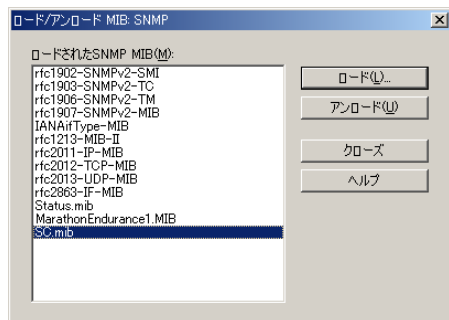 ロード/アンロード MIB: SNMP
ロードされたSNMP MIB(M):
rfc1902-SNMPv2-SMI
rfc1903-SNMPv2-TC
rfc1906-SNMPv2-TM
rfc1907-SNMPv2-MIB
IANAifType-MIB
rfc1213-MIB-II
rfc2011-IP-MIB
rfc2012-TCP-MIB
rfc2013-UDP-MIB
rfc2863-IF-MIB
Status.mib
MarathonEndurance1.MIB
SC.mib
ロード(L)...
アンロード(U)
クローズ
ヘルプ